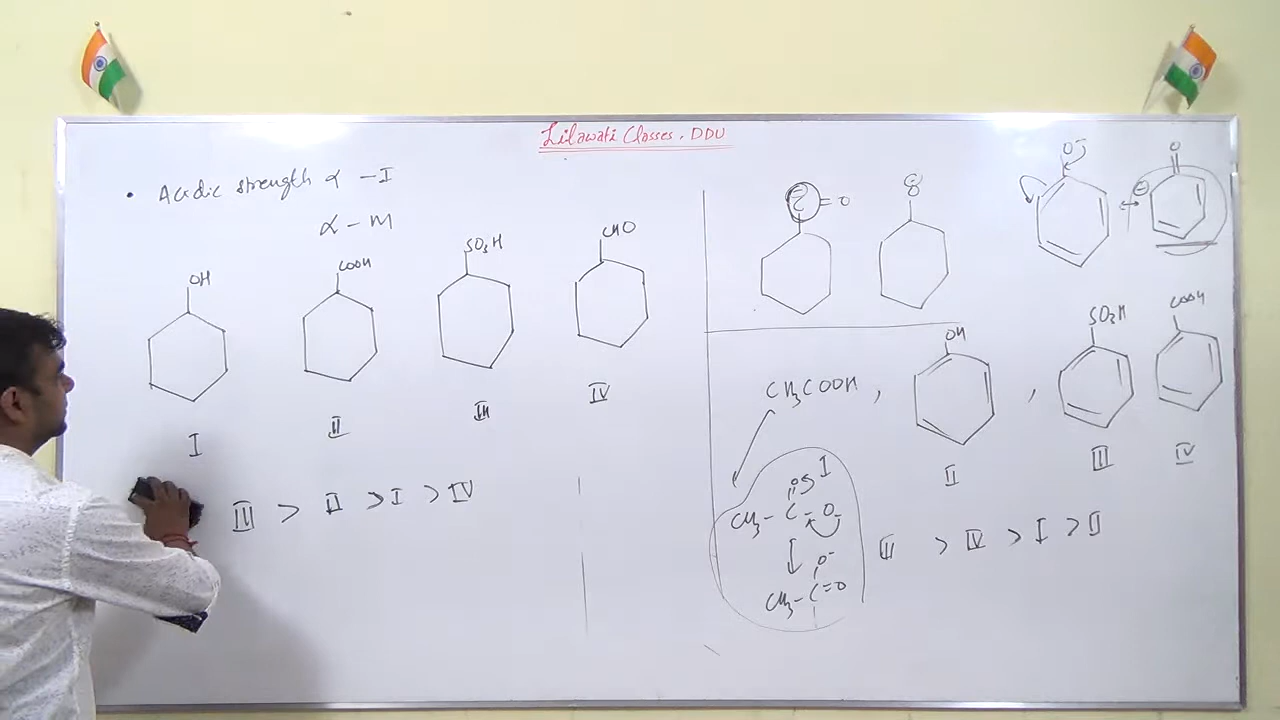 Lilawati Classes. DDU
• Acidic strength ∝ -I
∝ -M
OH
COOH
SO3H
CHO
I
II
III
IV
III > II > I > IV
C = O
O-
↔
O
CH3COOH , OH , SO3H COOH
I
II
III
IV
CH3 - C - O-
O-
CH3 - C = O
III > IV > I > II